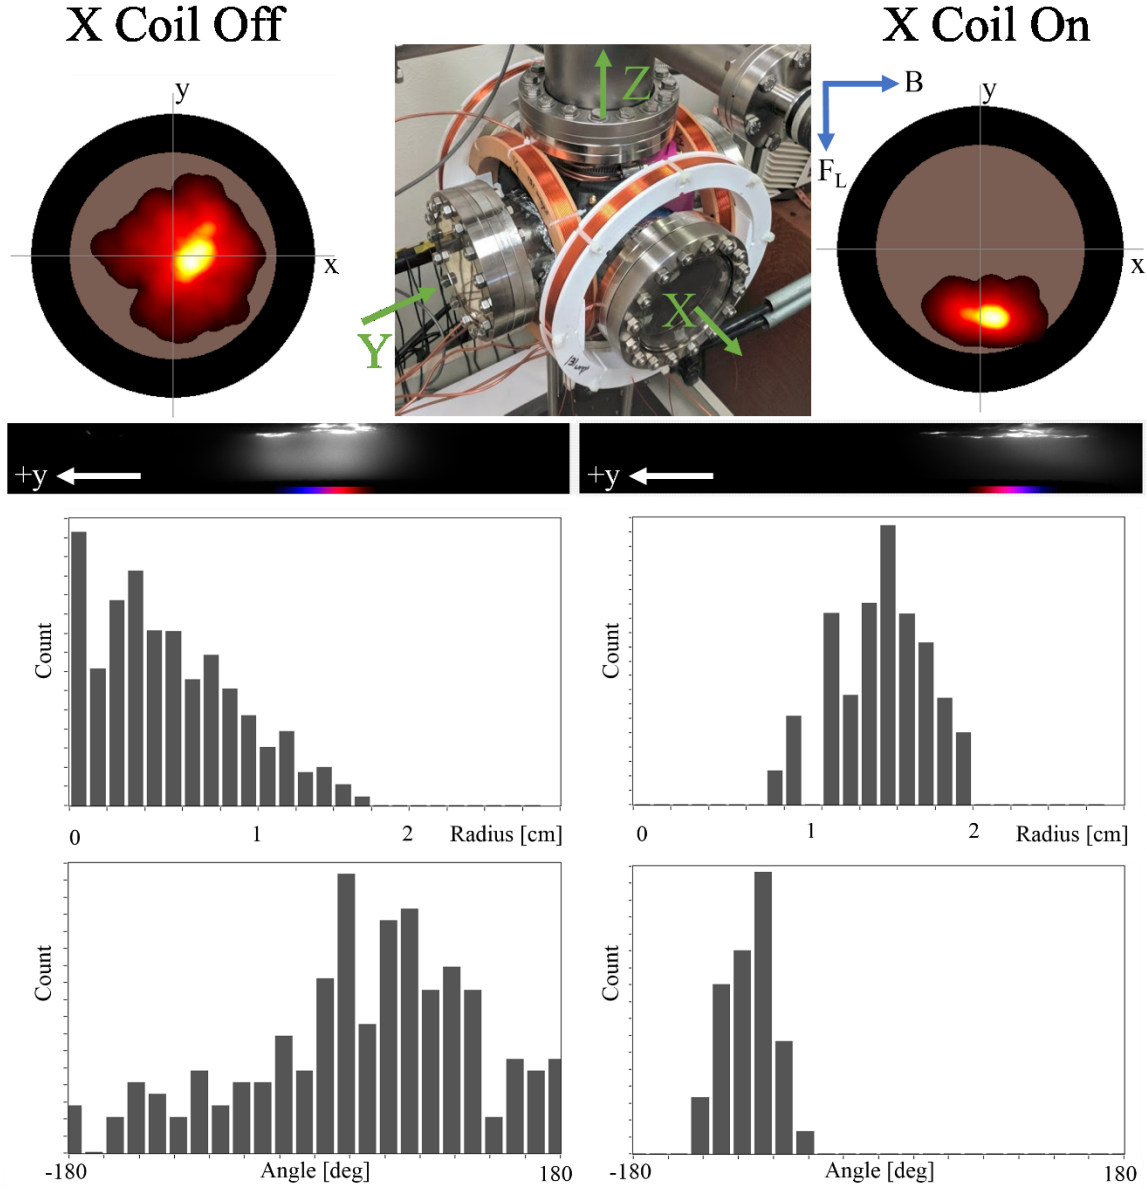 X Coil Off
X Coil On
y
x
Z
Y
X
B
F_L
y
x
+y
+y
Count
0
1
2
Radius [cm]
Count
0
1
2
Radius [cm]
Count
-180
Angle [deg]
180
Count
-180
Angle [deg]
180